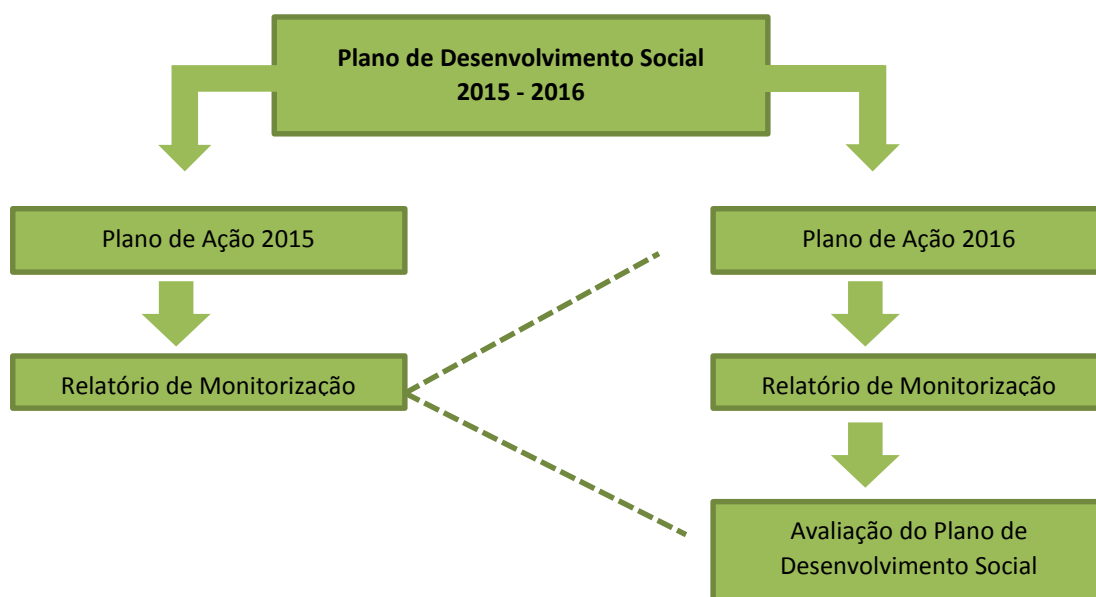 Plano de Desenvolvimento Social
2015 - 2016
Plano de Ação 2015
Plano de Ação 2016
Relatório de Monitorização
Relatório de Monitorização
Avaliação do Plano de
Desenvolvimento Social